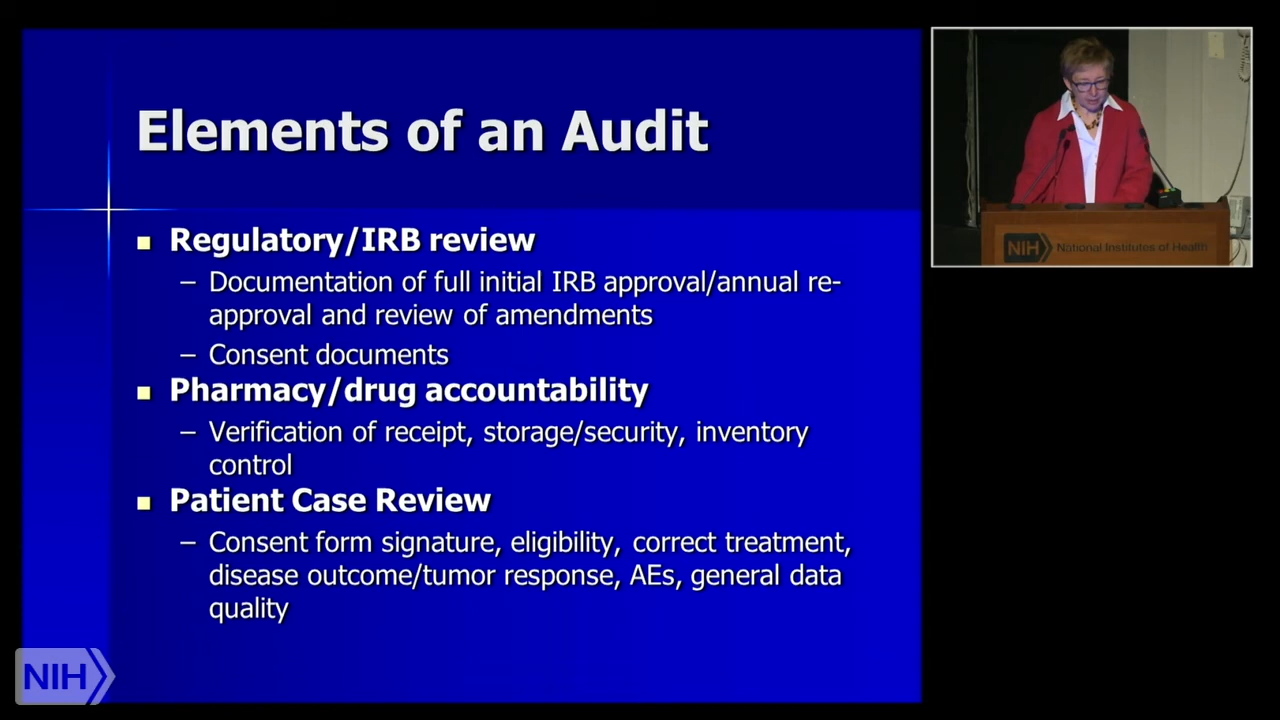 Elements of an Audit
■ Regulatory/IRB review
– Documentation of full initial IRB approval/annual re-
approval and review of amendments
– Consent documents
■ Pharmacy/drug accountability
– Verification of receipt, storage/security, inventory
control
■ Patient Case Review
– Consent form signature, eligibility, correct treatment,
disease outcome/tumor response, AEs, general data
quality
NIH
NIH National Institutes of Health